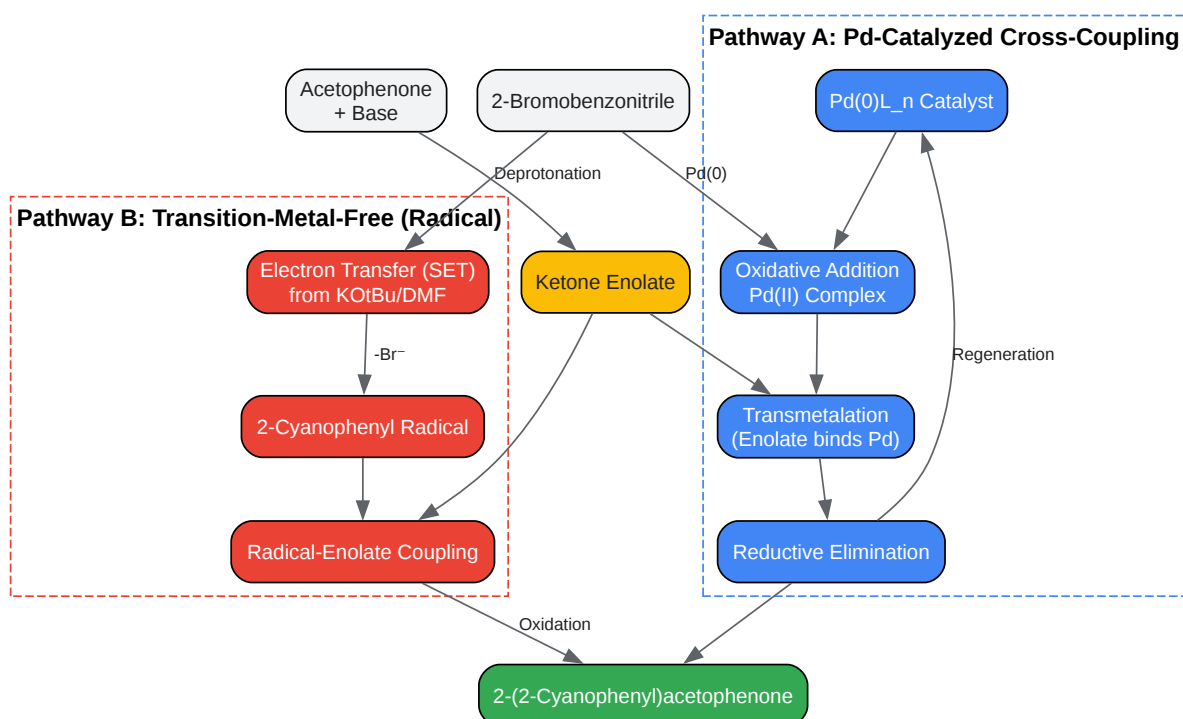 Pathway A: Pd-Catalyzed Cross-Coupling
Acetophenone
+ Base
2-Bromobenzonitrile
Pd(0)L_n Catalyst
Deprotonation
Pd(0)
Pathway B: Transition-Metal-Free (Radical)
Electron Transfer (SET)
from KOtBu/DMF
Ketone Enolate
Oxidative Addition
Pd(II) Complex
-Br⁻
Regeneration
2-Cyanophenyl Radical
Transmetalation
(Enolate binds Pd)
Radical-Enolate Coupling
Reductive Elimination
Oxidation
2-(2-Cyanophenyl)acetophenone